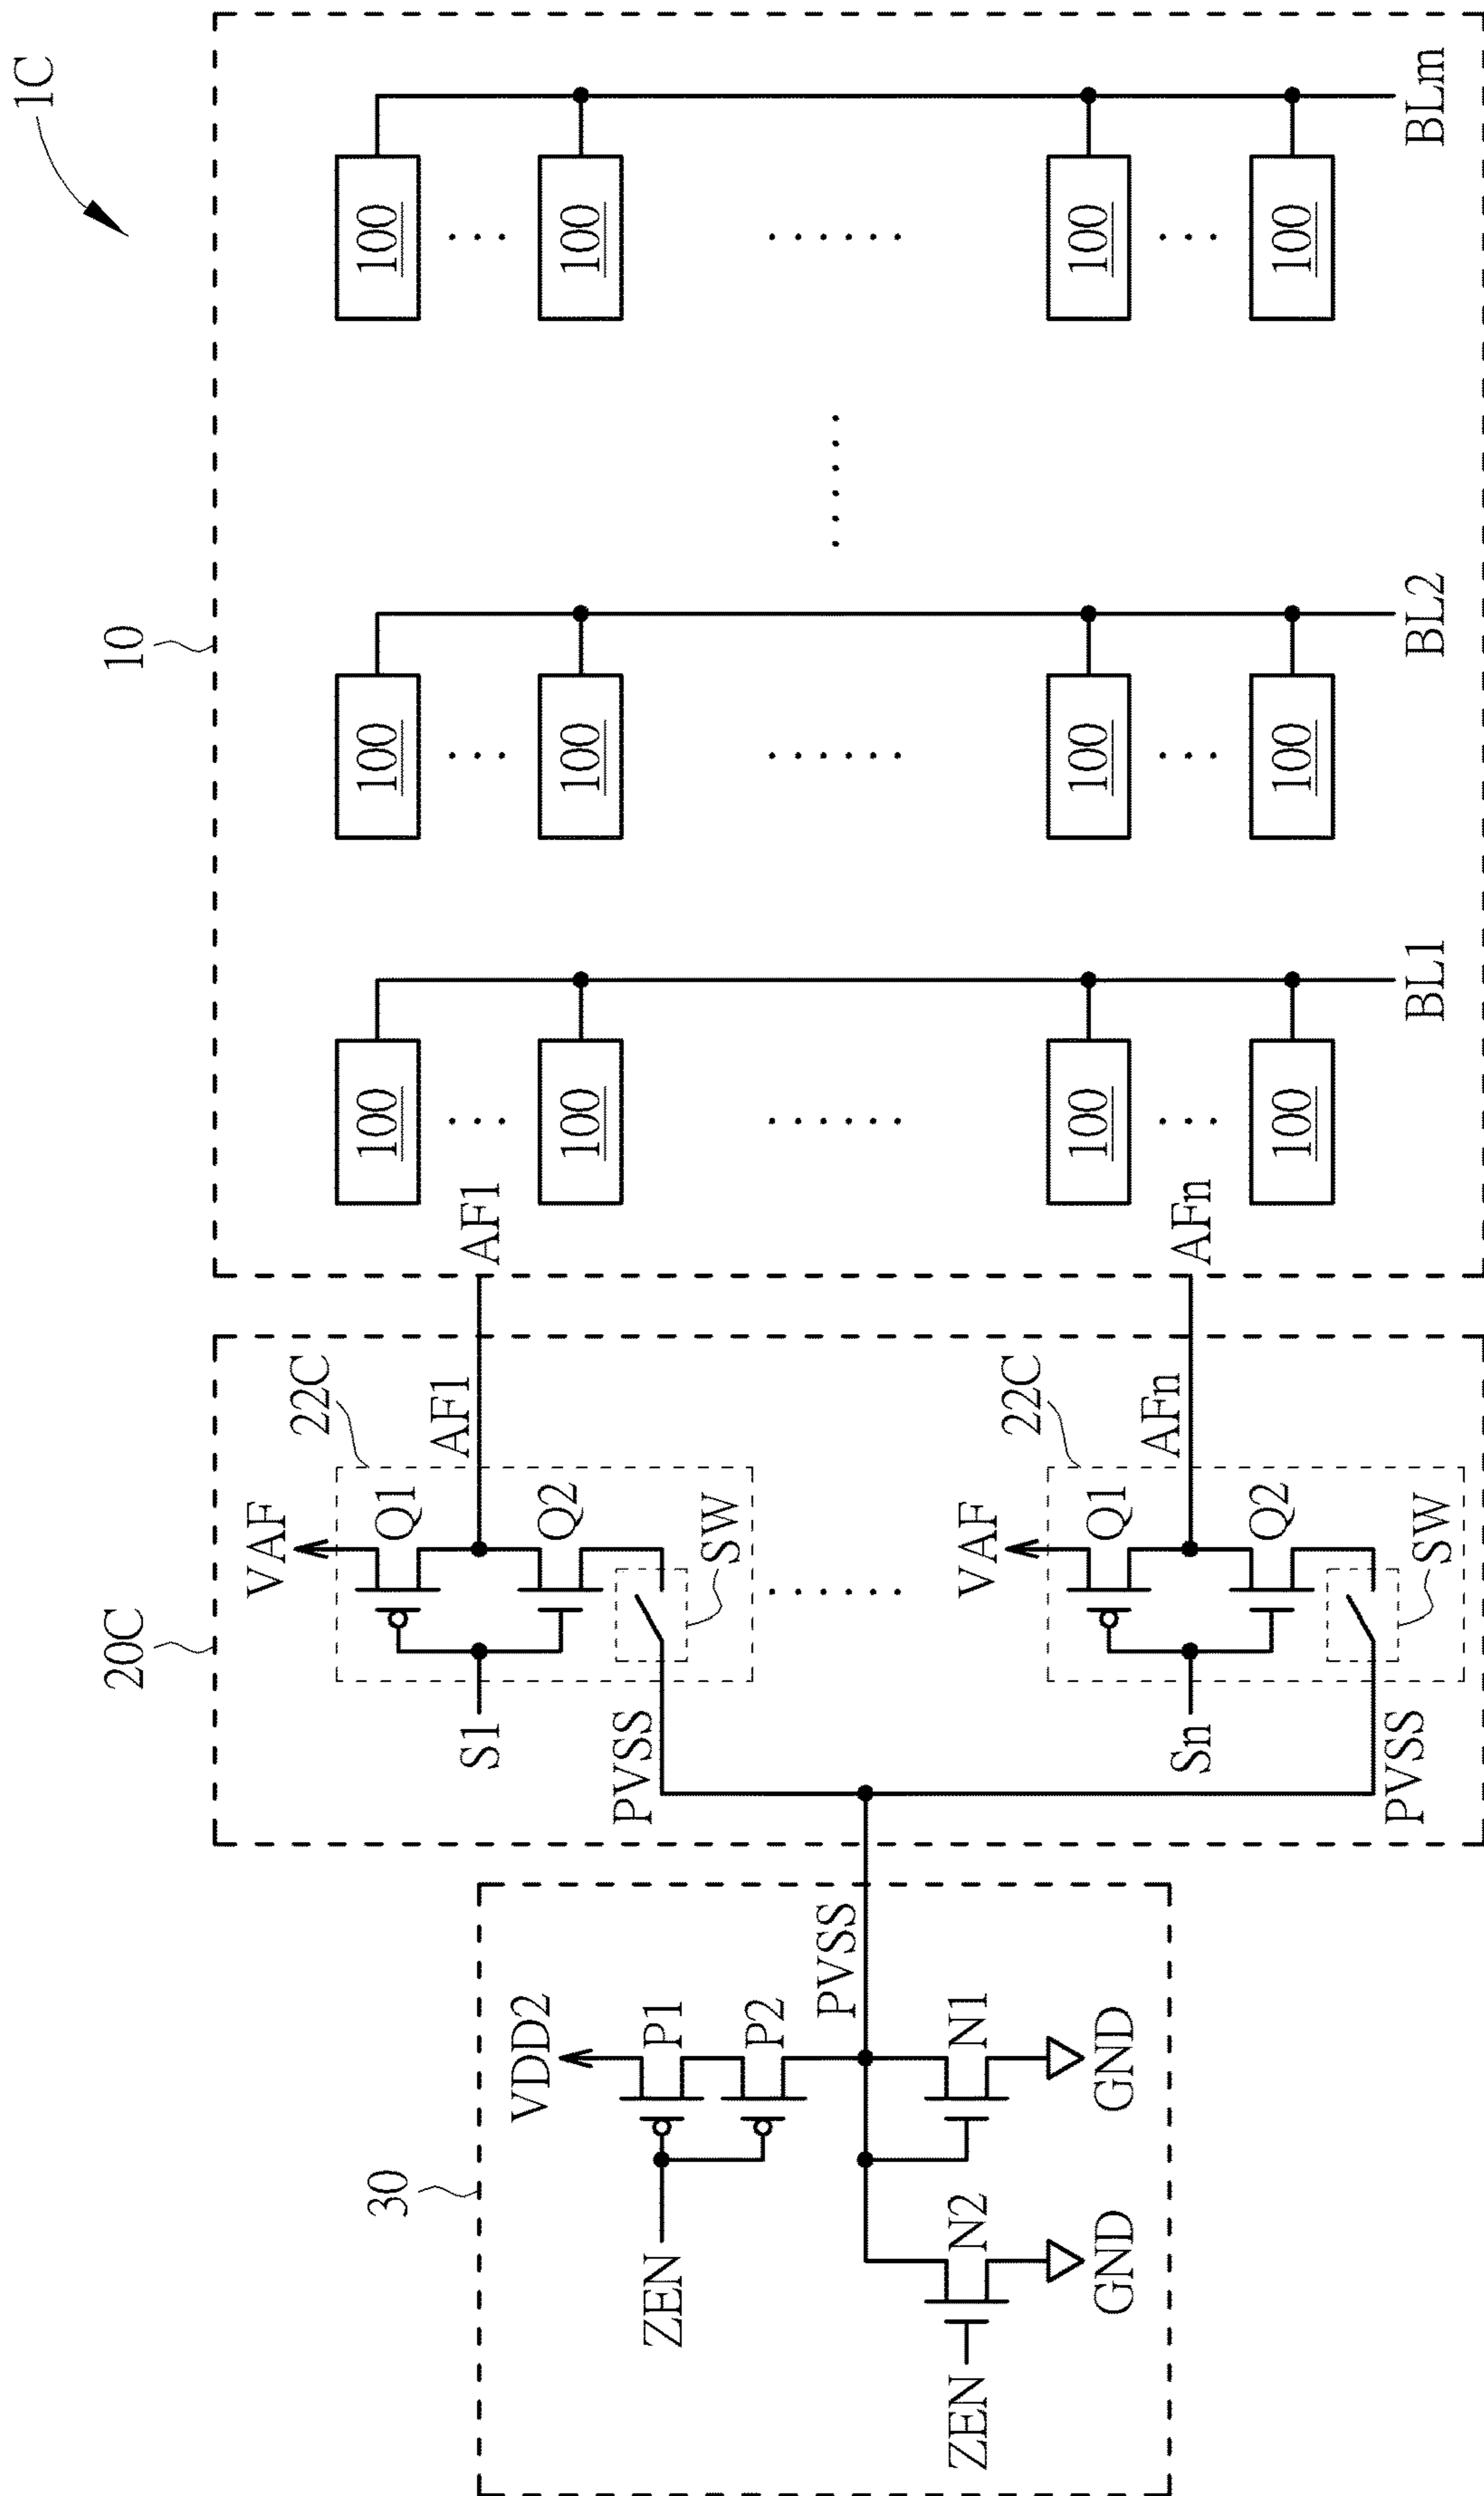 1C
10
100
100
100
100
BLm
100
100
100
100
BL2
100
100
100
100
BL1
AF1
AFn
20C
VAF
22C
Q1
AF1
Q2
SW
S1
PVSS
VAF
22C
Q1
AFn
Q2
SW
Sn
PVSS
30
VDD2
P1
P2
PVSS
N1
GND
ZEN
N2
GND
ZEN